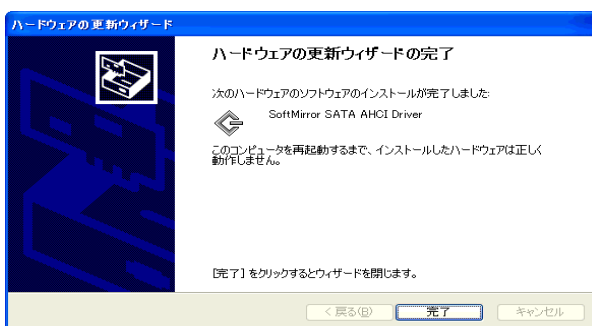 ハードウェアの更新ウィザード
ハードウェアの更新ウィザードの完了
次のハードウェアのソフトウェアのインストールが完了しました:
SoftMirror SATA AHCI Driver
このコンピュータを再起動するまで、インストールしたハードウェアは正しく
動作しません。
[完了] をクリックするとウィザードを閉じます。
< 戻る(B)
完了
キャンセル